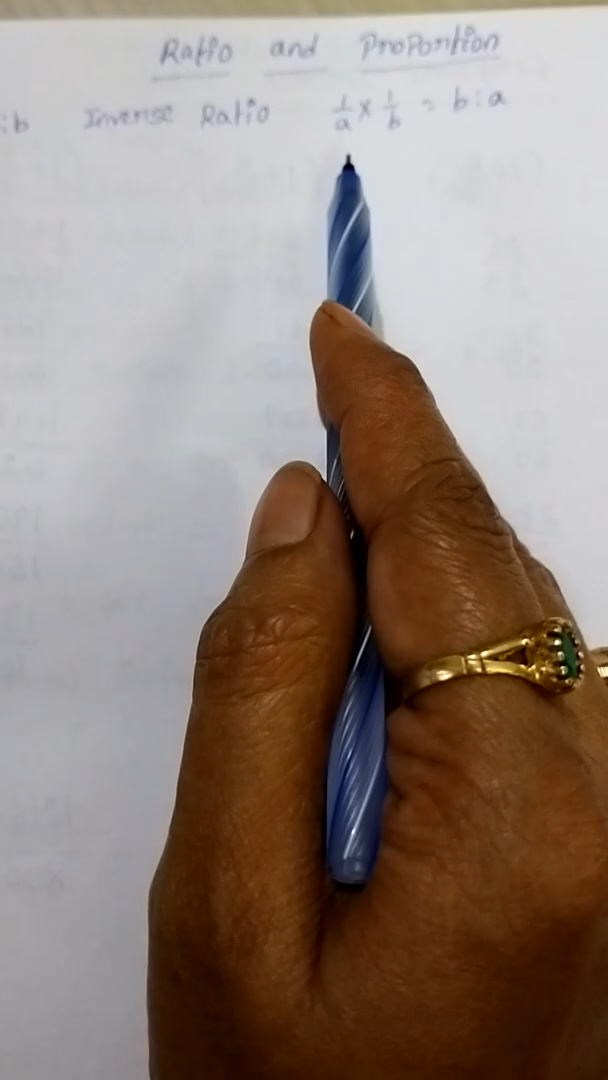 Ratio and Proportion
:b Inverse Ratio 1/a × 1/b = b:a